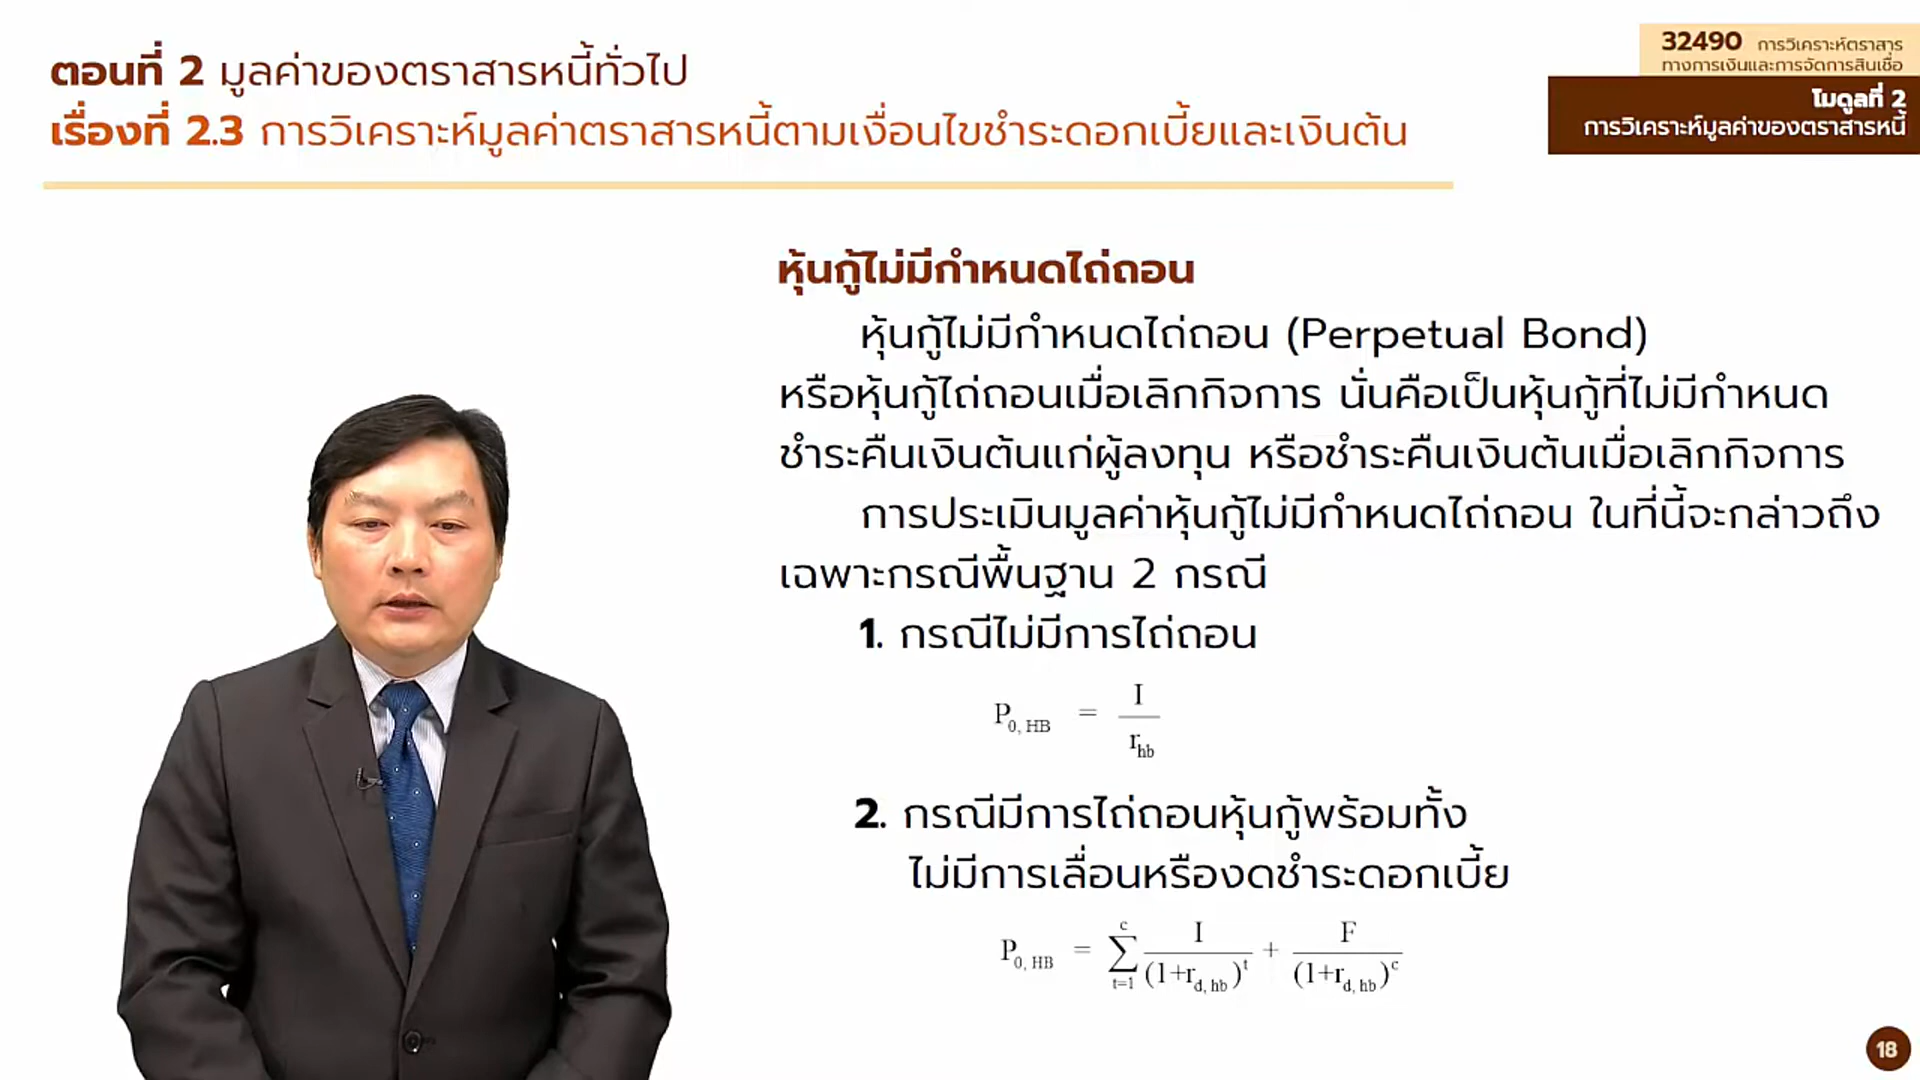 ตอนที่ 2 มูลค่าของตราสารหนี้ทั่วไป
เรื่องที่ 2.3 การวิเคราะห์มูลค่าตราสารหนี้ตามเงื่อนไขชำระดอกเบี้ยและเงินต้น
32490 การวิเคราะห์ตราสาร
ทางการเงินและการจัดการสินเชื่อ
โมดูลที่ 2
การวิเคราะห์มูลค่าของตราสารหนี้
หุ้นกู้ไม่มีกำหนดไถ่ถอน
หุ้นกู้ไม่มีกำหนดไถ่ถอน (Perpetual Bond)
หรือหุ้นกู้ไถ่ถอนเมื่อเลิกกิจการ นั่นคือเป็นหุ้นกู้ที่ไม่มีกำหนด
ชำระคืนเงินต้นแก่ผู้ลงทุน หรือชำระคืนเงินต้นเมื่อเลิกกิจการ
การประเมินมูลค่าหุ้นกู้ไม่มีกำหนดไถ่ถอน ในที่นี้จะกล่าวถึง
เฉพาะกรณีพื้นฐาน 2 กรณี
1. กรณีไม่มีการไถ่ถอน
P0, HB = I / rhb
2. กรณีมีการไถ่ถอนหุ้นกู้พร้อมทั้ง
ไม่มีการเลื่อนหรืองดชำระดอกเบี้ย
P0, HB = ∑ t=1 c I / (1+rd, hb)^t + F / (1+rd, hb)^c
18